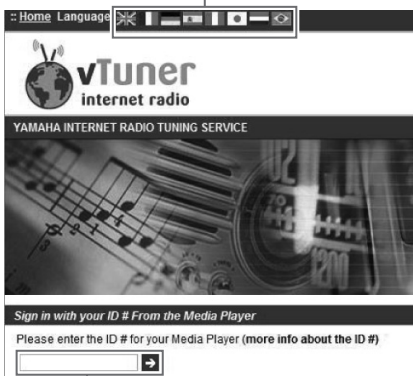 :: Home Language
vTuner
internet radio
YAMAHA INTERNET RADIO TUNING SERVICE
Sign in with your ID # From the Media Player
Please enter the ID # for your Media Player (more info about the ID #)